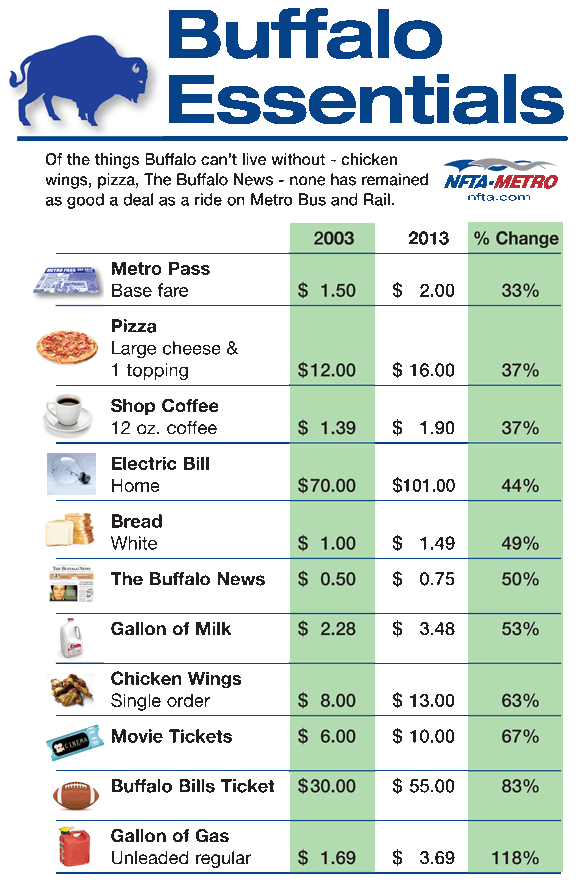 Buffalo
Essentials
Of the things Buffalo can't live without - chicken
wings, pizza, The Buffalo News - none has remained
as good a deal as a ride on Metro Bus and Rail.
NFTA-METRO
nfta.com
2003 2013 % Change
METRO PASS
Metro Pass
Base fare $ 1.50 $ 2.00 33%
Pizza
Large cheese &
1 topping $12.00 $ 16.00 37%
Shop Coffee
12 oz. coffee $ 1.39 $ 1.90 37%
Electric Bill
Home $70.00 $101.00 44%
Bread
White $ 1.00 $ 1.49 49%
THE BUFFALO NEWS
The Buffalo News $ 0.50 $ 0.75 50%
Gallon of Milk $ 2.28 $ 3.48 53%
Chicken Wings
Single order $ 8.00 $ 13.00 63%
CINEMA
Movie Tickets $ 6.00 $ 10.00 67%
Buffalo Bills Ticket $30.00 $ 55.00 83%
Gallon of Gas
Unleaded regular $ 1.69 $ 3.69 118%